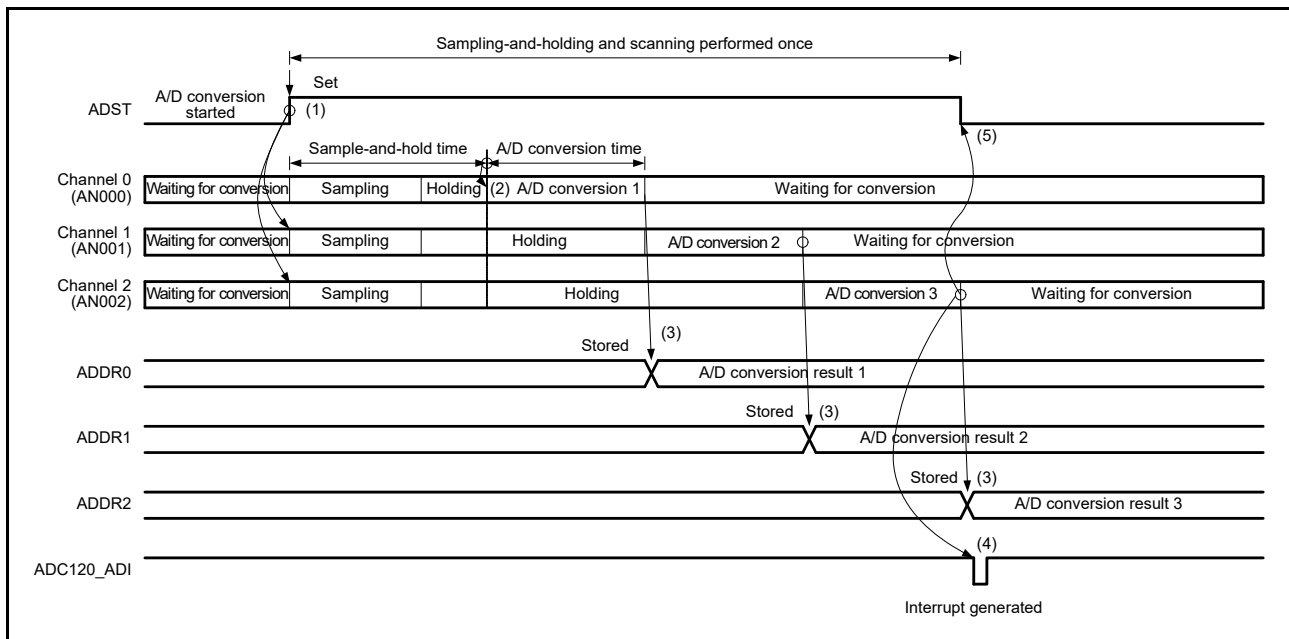 Sampling-and-holding and scanning performed once
Set
ADST
A/D conversion
started
(1)
(5)
Sample-and-hold time
A/D conversion time
Channel 0
(AN000)
Waiting for conversion
Sampling
Holding
(2)
A/D conversion 1
Waiting for conversion
Channel 1
(AN001)
Waiting for conversion
Sampling
Holding
A/D conversion 2
Waiting for conversion
Channel 2
(AN002)
Waiting for conversion
Sampling
Holding
A/D conversion 3
Waiting for conversion
Stored
(3)
ADDR0
A/D conversion result 1
Stored
(3)
ADDR1
A/D conversion result 2
Stored
(3)
ADDR2
A/D conversion result 3
(4)
ADC120_ADI
Interrupt generated